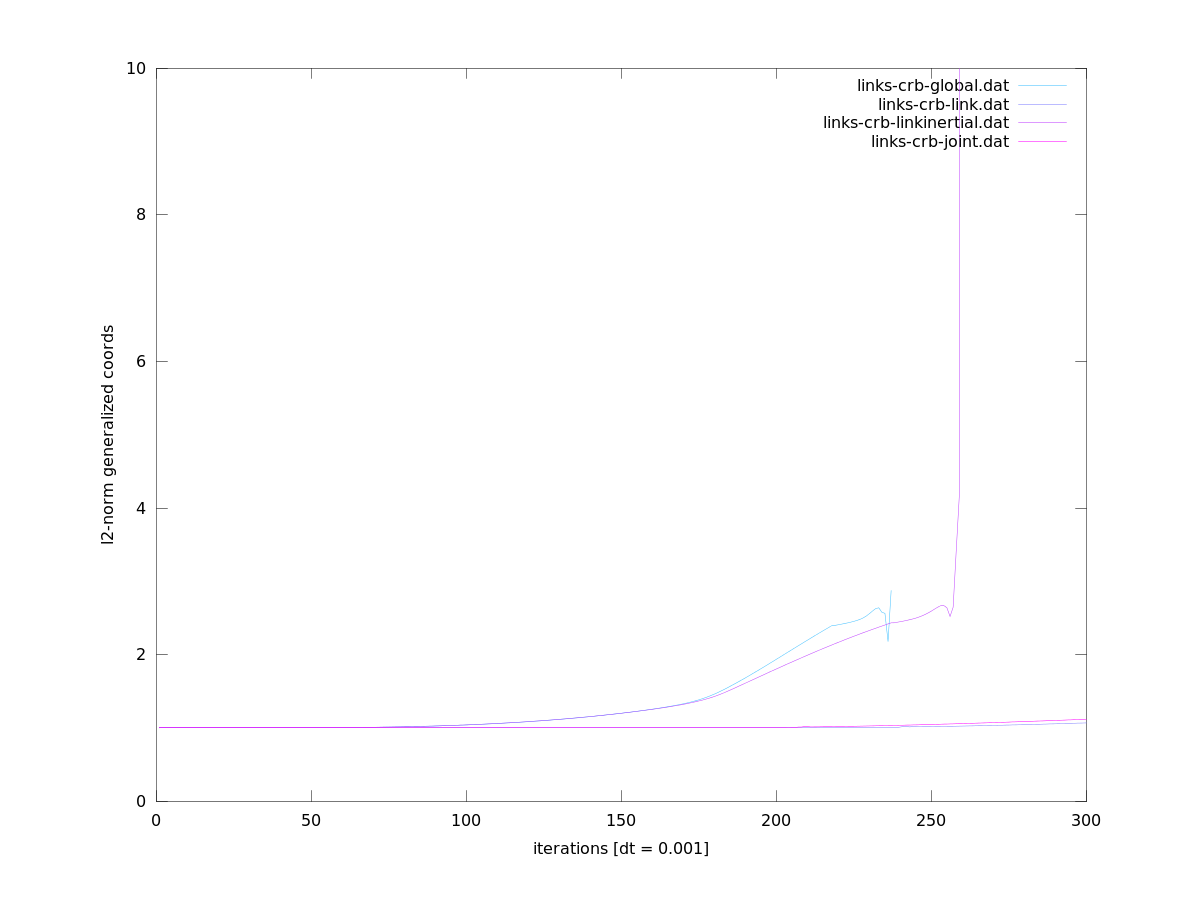 10
8
6
4
2
0
l2-norm generalized coords
links-crb-global.dat
links-crb-link.dat
links-crb-linkinertial.dat
links-crb-joint.dat
0 50 100 150 200 250 300
iterations [dt = 0.001]